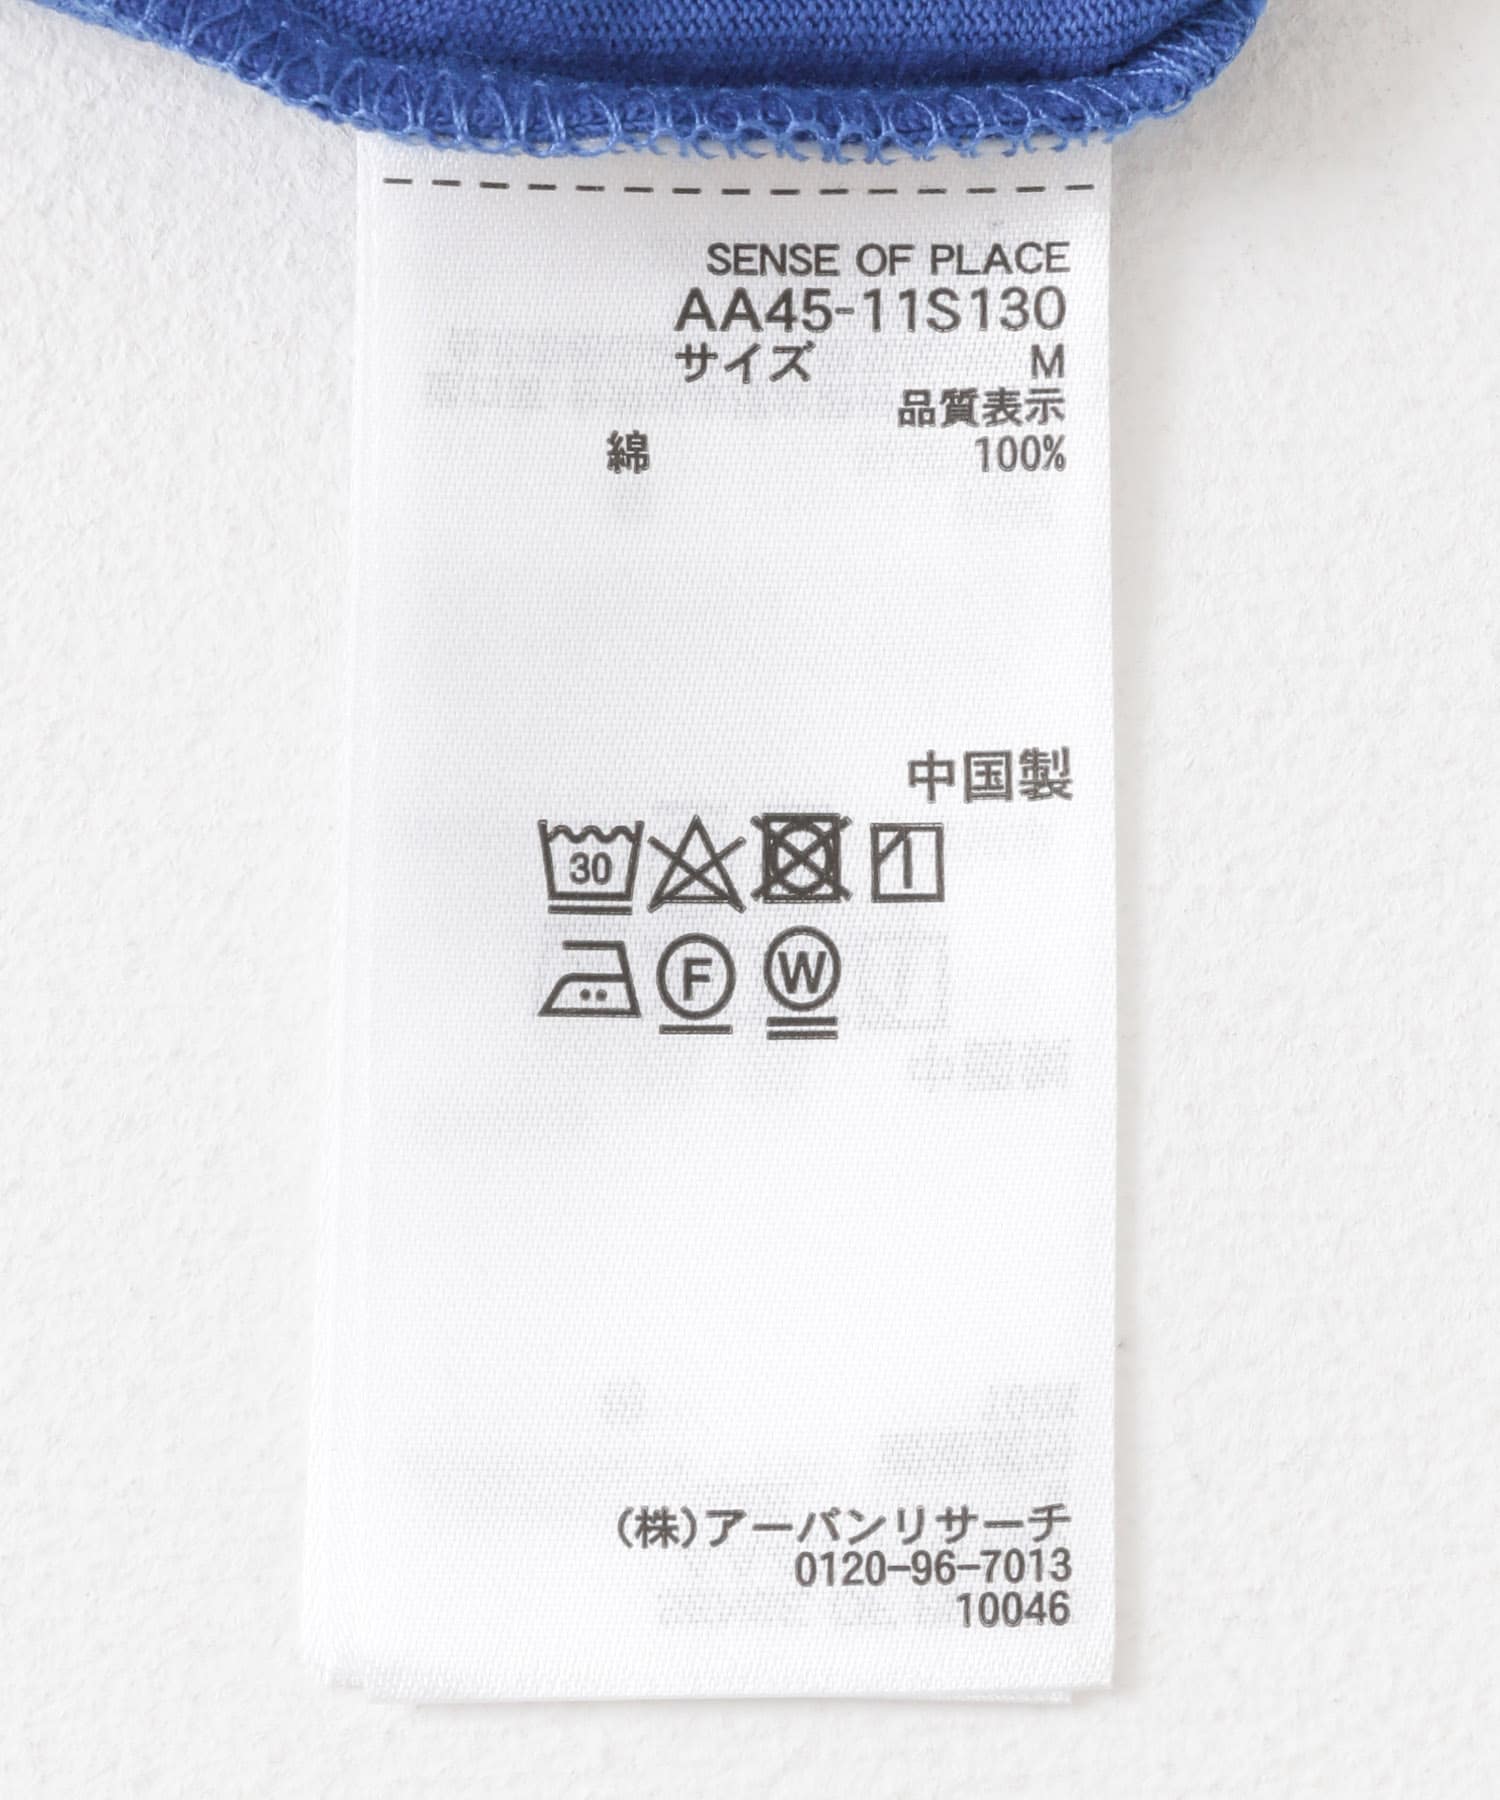 SENSE OF PLACE
AA45-11S130
サイズ M
品質表示
綿 100%
中国製
30
F W
(株)アーバンリサーチ
0120-96-7013
10046